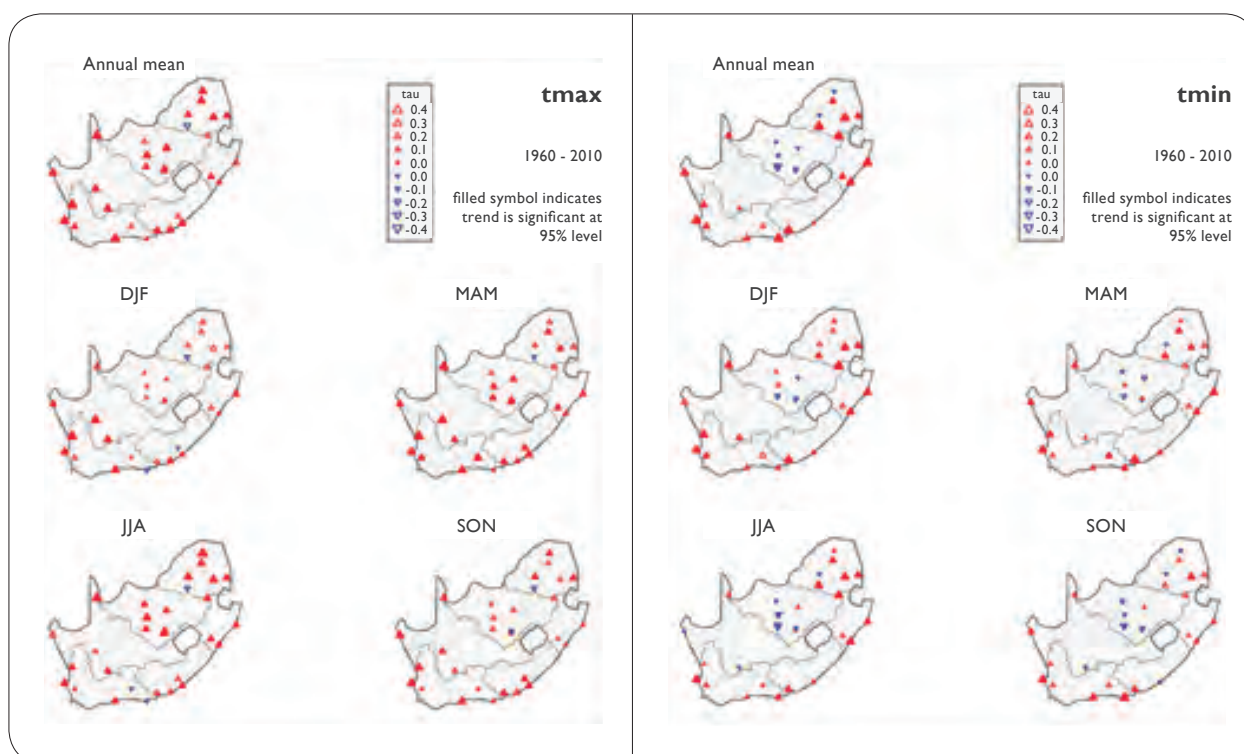 Annual mean
tau
0.4
0.3
0.2
0.1
0.0
0.0
-0.1
-0.2
-0.3
-0.4
tmax
1960 - 2010
filled symbol indicates
trend is significant at
95% level
DJF
MAM
JJA
SON
Annual mean
tau
0.4
0.3
0.2
0.1
0.0
0.0
-0.1
-0.2
-0.3
-0.4
tmin
1960 - 2010
filled symbol indicates
trend is significant at
95% level
DJF
MAM
JJA
SON